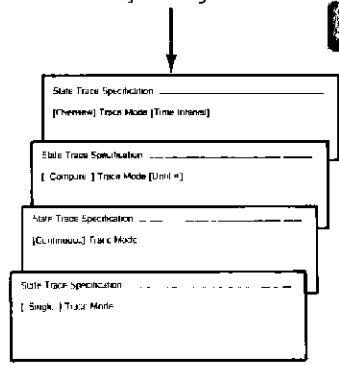 State Trace Specification
[Overview] Trace Mode [Time Interval]
State Trace Specification
[ Compare ] Trace Mode [Until ≠]
State Trace Specification
[Continuous] Trace Mode
State Trace Specification
[ Single ] Trace Mode